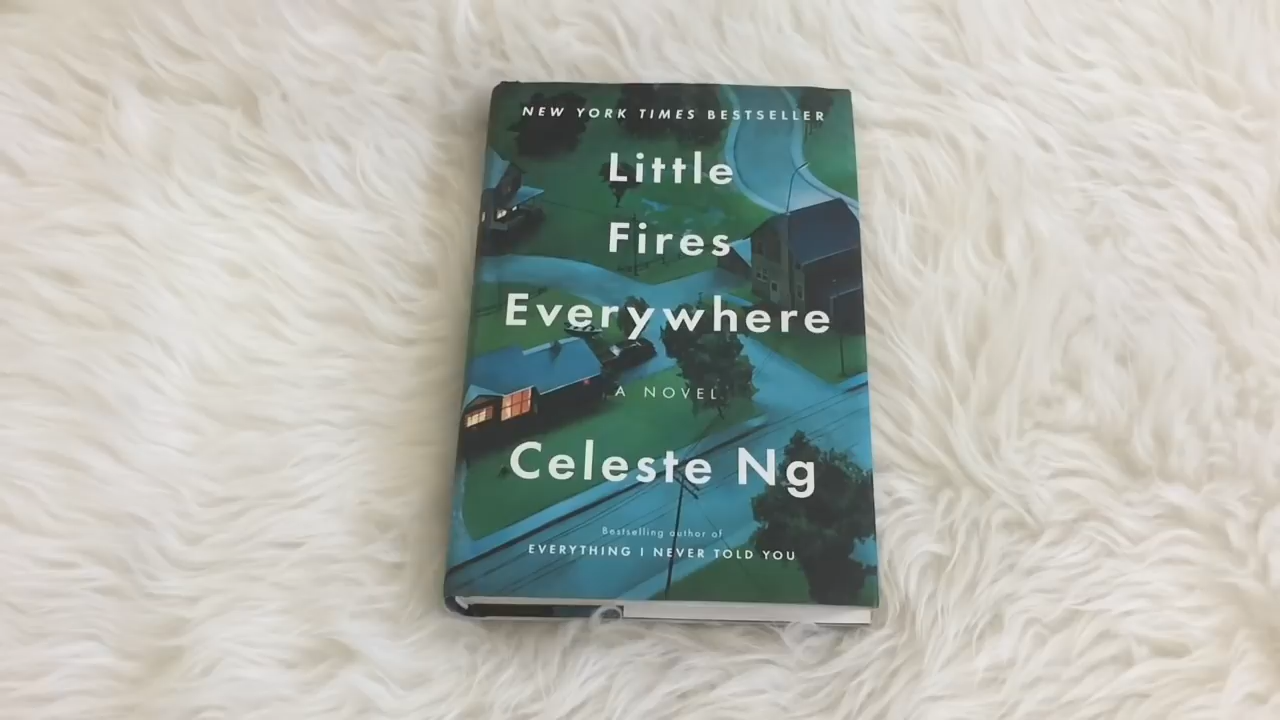 NEW YORK TIMES BESTSELLER
Little
Fires
Everywhere
A NOVEL
Celeste Ng
Bestselling author of
EVERYTHING I NEVER TOLD YOU